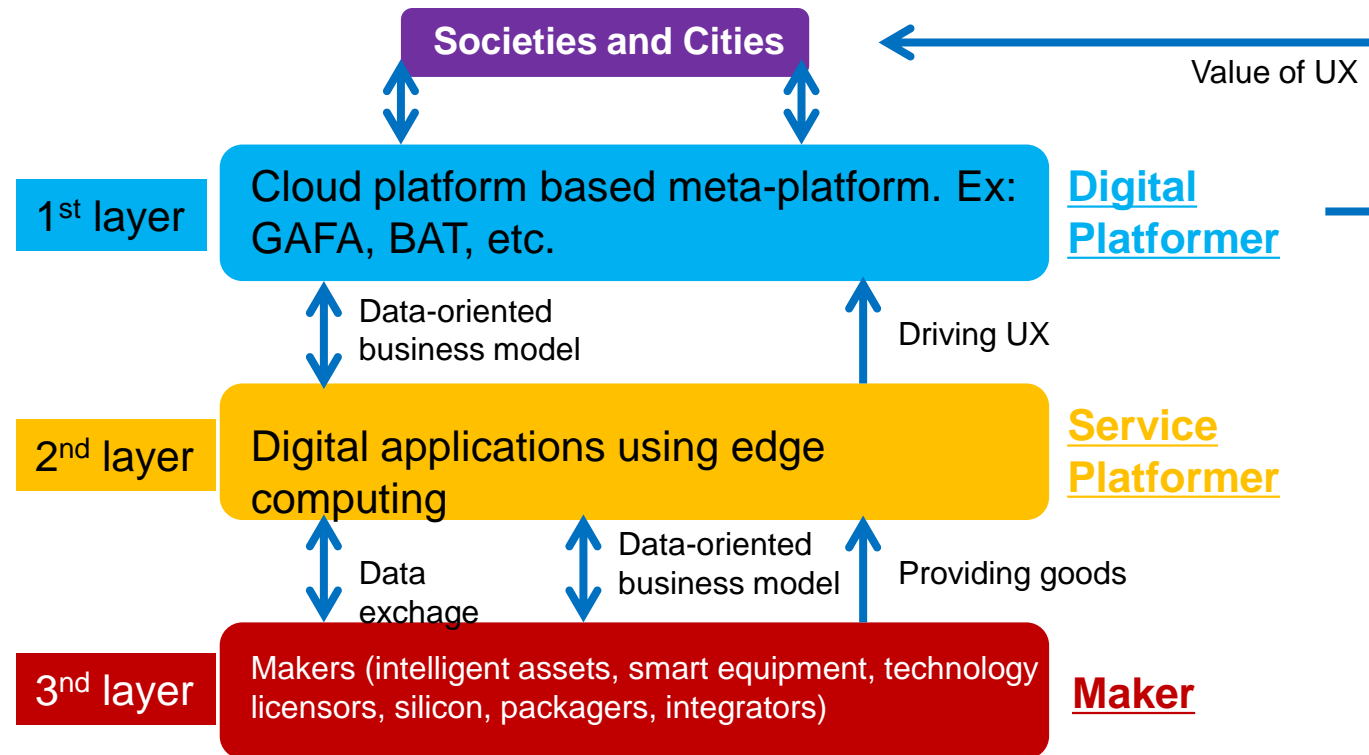 Societies and Cities
Value of UX
1st layer
Cloud platform based meta-platform. Ex:
GAFA, BAT, etc.
Digital
Platformer
Data-oriented
business model
Driving UX
2nd layer
Digital applications using edge
computing
Service
Platformer
Data
exchage
Data-oriented
business model
Providing goods
3nd layer
Makers (intelligent assets, smart equipment, technology
licensors, silicon, packagers, integrators)
Maker